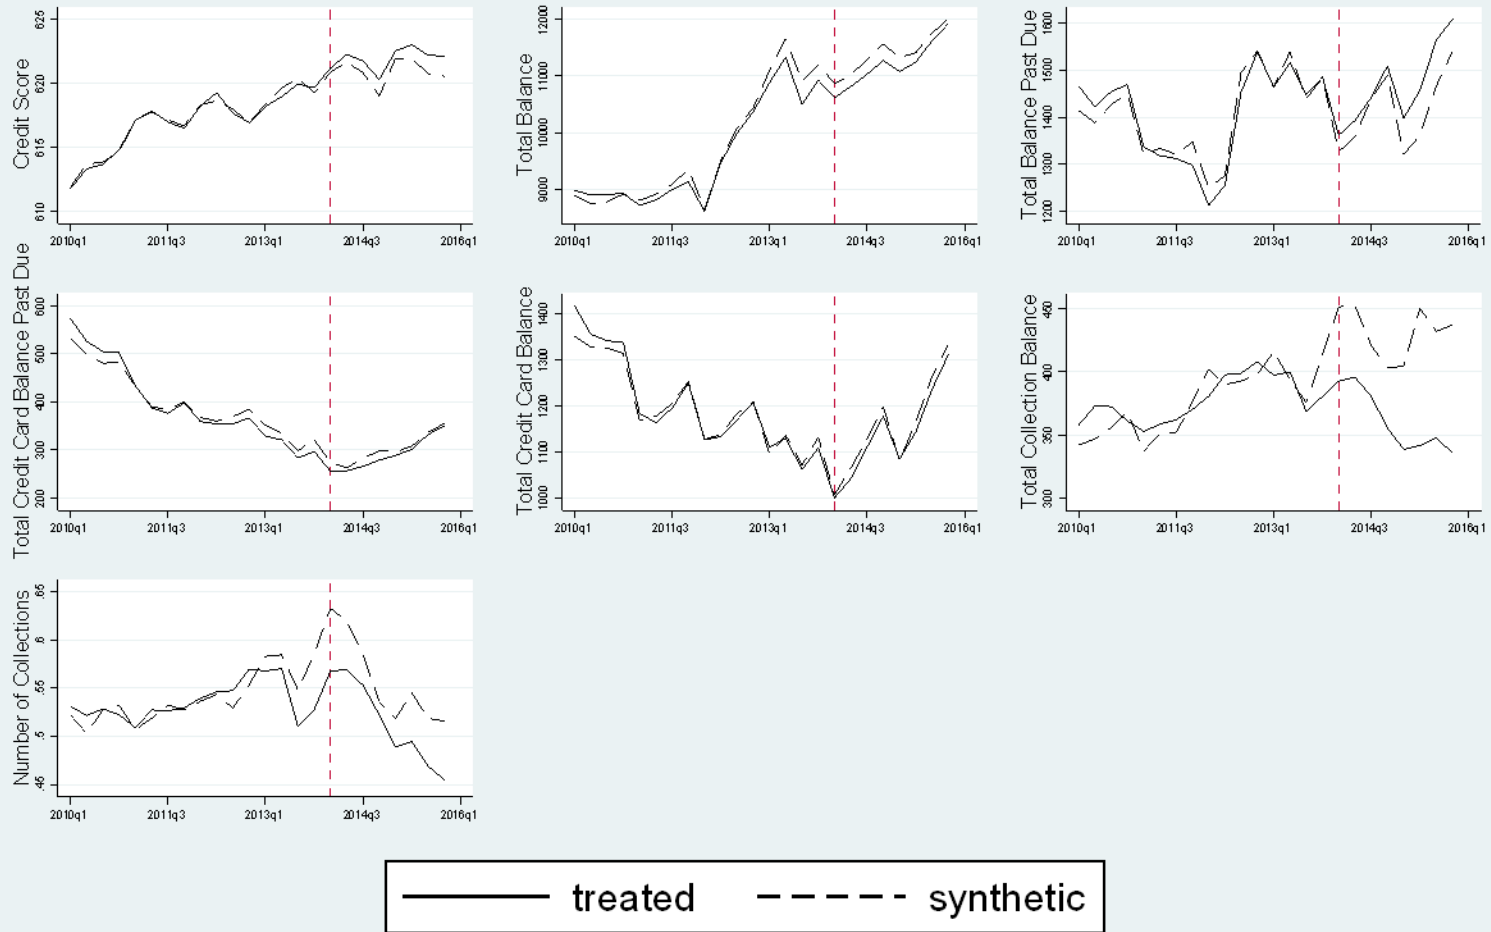 Credit Score
625
620
615
610
2010q1 2011q3 2013q1 2014q3 2016q1
Total Balance
12000
11000
10000
9000
2010q1 2011q3 2013q1 2014q3 2016q1
Total Balance Past Due
1600
1500
1400
1300
1200
2010q1 2011q3 2013q1 2014q3 2016q1
Total Credit Card Balance Past Due
600
500
400
300
200
2010q1 2011q3 2013q1 2014q3 2016q1
Total Credit Card Balance
1400
1300
1200
1100
1000
2010q1 2011q3 2013q1 2014q3 2016q1
Total Collection Balance
450
400
350
300
2010q1 2011q3 2013q1 2014q3 2016q1
Number of Collections
.65
.6
.55
.5
.45
2010q1 2011q3 2013q1 2014q3 2016q1
treated synthetic